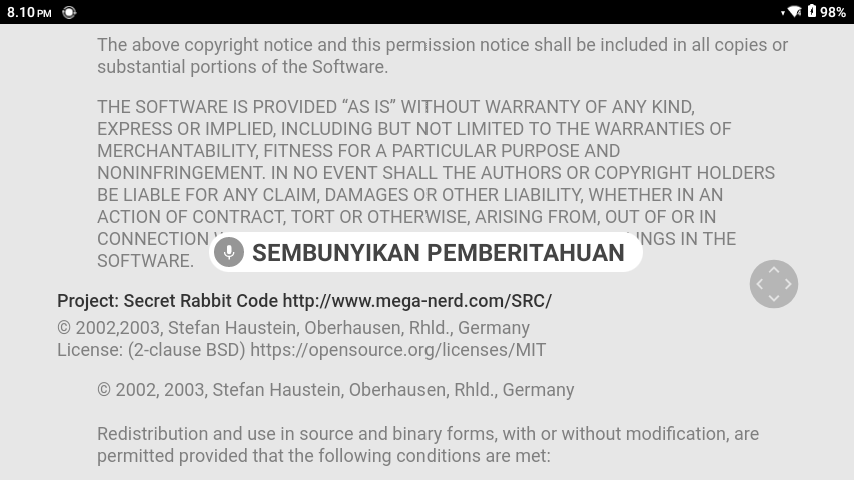 8.10 PM
98%
The above copyright notice and this permission notice shall be included in all copies or
substantial portions of the Software.
THE SOFTWARE IS PROVIDED “AS IS” WITHOUT WARRANTY OF ANY KIND,
EXPRESS OR IMPLIED, INCLUDING BUT NOT LIMITED TO THE WARRANTIES OF
MERCHANTABILITY, FITNESS FOR A PARTICULAR PURPOSE AND
NONINFRINGEMENT. IN NO EVENT SHALL THE AUTHORS OR COPYRIGHT HOLDERS
BE LIABLE FOR ANY CLAIM, DAMAGES OR OTHER LIABILITY, WHETHER IN AN
ACTION OF CONTRACT, TORT OR OTHERWISE, ARISING FROM, OUT OF OR IN
CONNECTION IN THE
SEMBUNYIKAN PEMBERITAHUAN
SOFTWARE.
Project: Secret Rabbit Code http://www.mega-nerd.com/SRC/
© 2002,2003, Stefan Haustein, Oberhausen, Rhld., Germany
License: (2-clause BSD) https://opensource.org/licenses/MIT
© 2002, 2003, Stefan Haustein, Oberhausen, Rhld., Germany
Redistribution and use in source and binary forms, with or without modification, are
permitted provided that the following conditions are met: